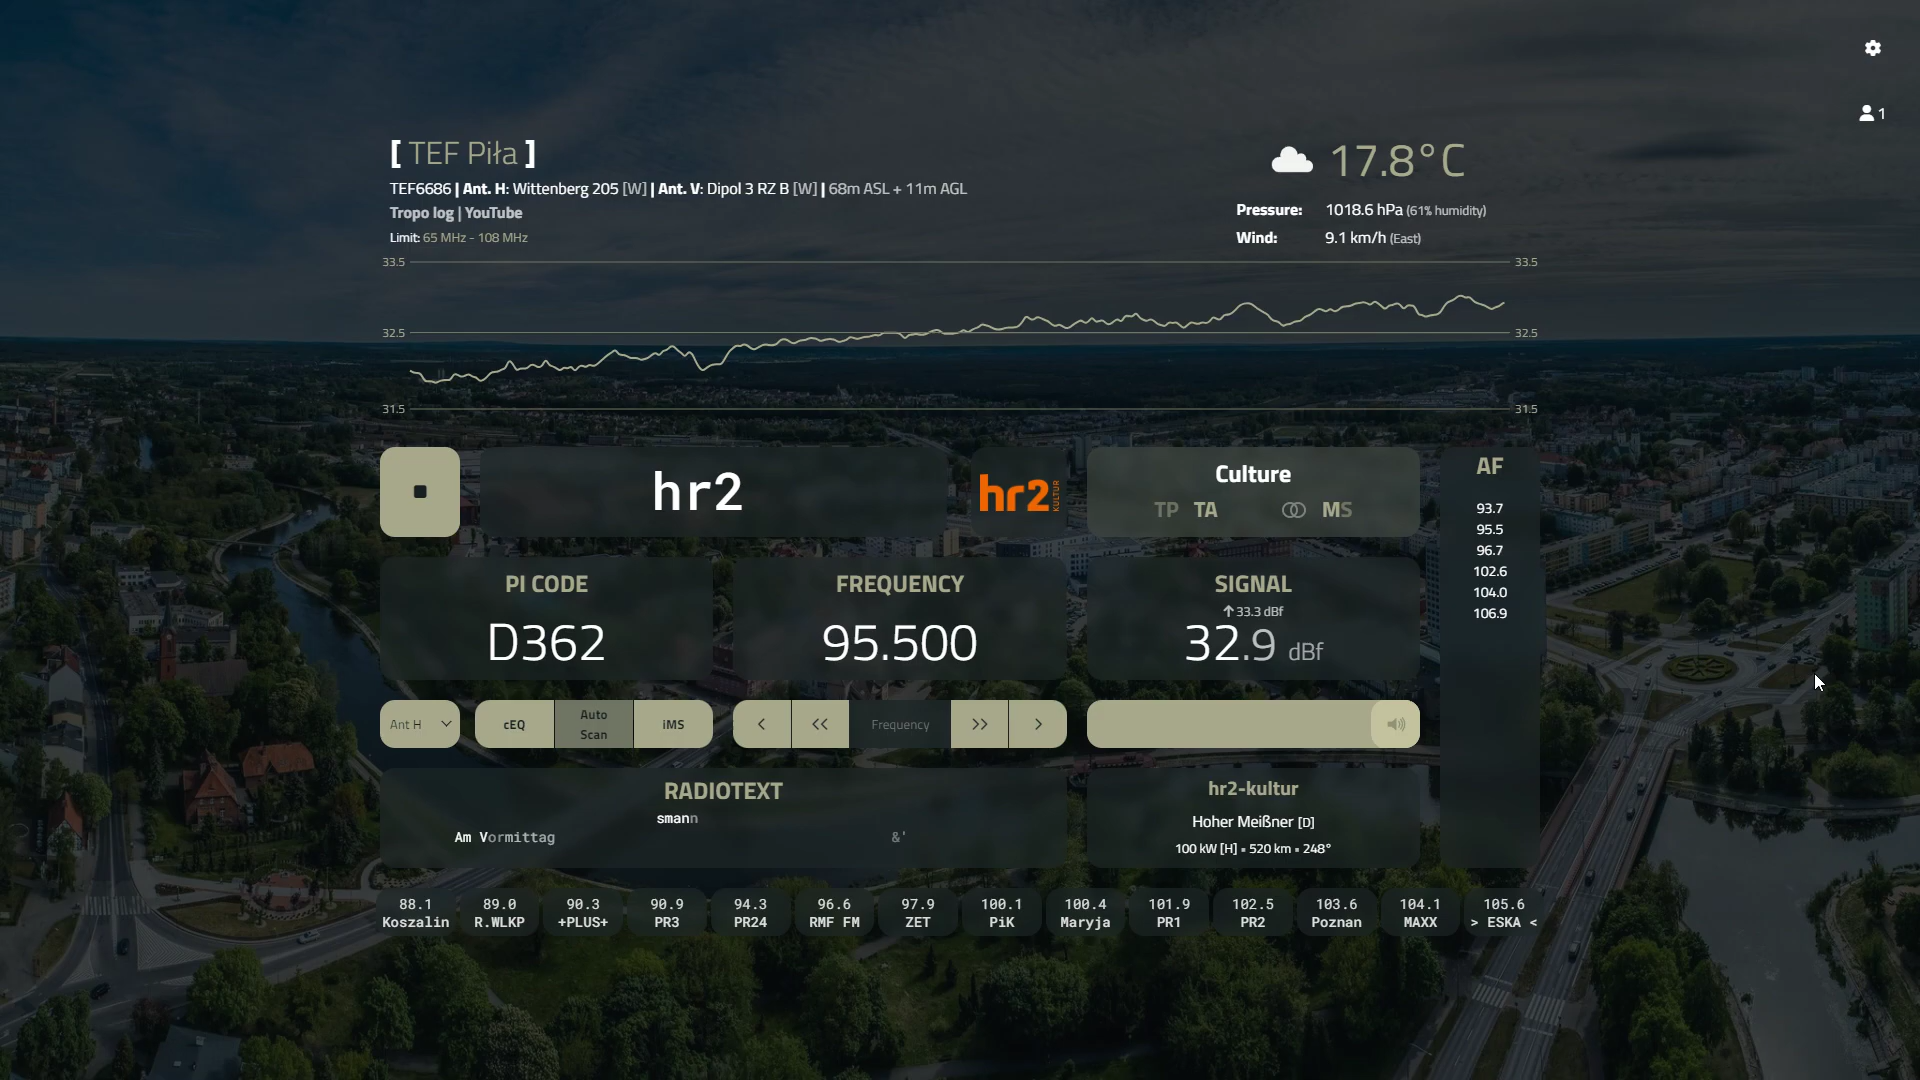 1
[ TEF Piła ]
TEF6686 | Ant. H: Wittenberg 205 [W] | Ant. V: Dipol 3 RZ B [W] | 68m ASL + 11m AGL
Tropo log | YouTube
Limit: 65 MHz - 108 MHz
17.8°C
Pressure: 1018.6 hPa (61% humidity)
Wind: 9.1 km/h (East)
33.5 33.5
32.5 32.5
31.5 31.5
hr2
hr2 KULTUR
Culture
TP TA MS
AF
93.7
95.5
96.7
102.6
104.0
106.9
PI CODE
D362
FREQUENCY
95.500
SIGNAL
33.3 dBf
32.9 dBf
Ant H
cEQ
Auto
Scan
iMS
< << Frequency >> >
RADIOTEXT
smann
Am Vormittag &'
hr2-kultur
Hoher Meißner [D]
100 kW [H] • 520 km • 248°
88.1 89.0 90.3 90.9 94.3 96.6 97.9 100.1 100.4 101.9 102.5 103.6 104.1 105.6
Koszalin R.WLKP +PLUS+ PR3 PR24 RMF FM ZET PiK Maryja PR1 PR2 Poznan MAXX > ESKA <